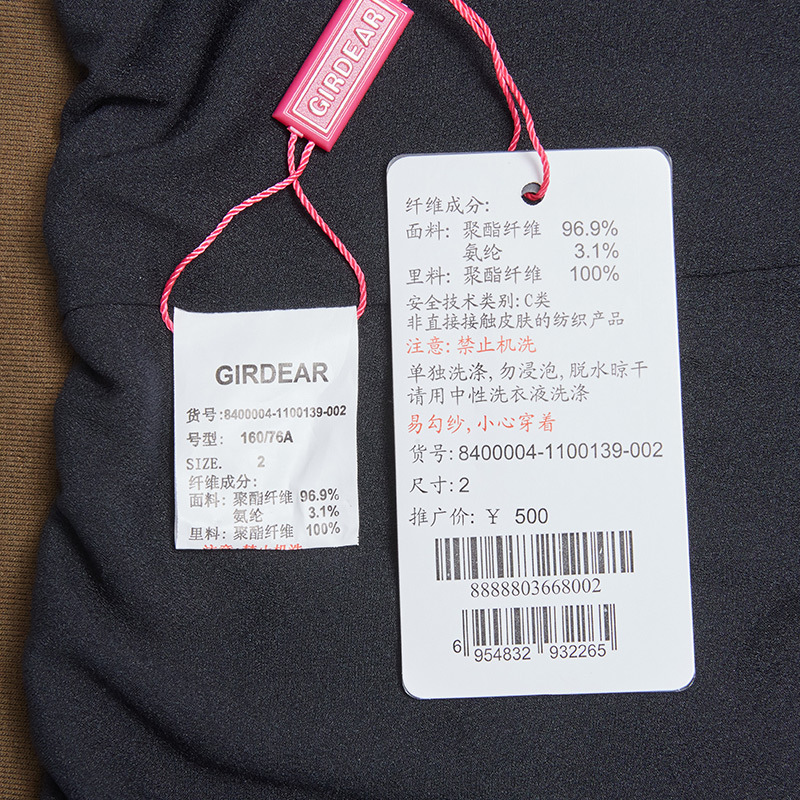 GIRDEAR
GIRDEAR
货号:8400004-1100139-002
号型: 160/76A
SIZE. 2
纤维成分:
面料: 聚酯纤维 96.9%
氨纶 3.1%
里料: 聚酯纤维 100%
注意: 禁止机洗
纤维成分:
面料: 聚酯纤维 96.9%
氨纶 3.1%
里料: 聚酯纤维 100%
安全技术类别: C类
非直接接触皮肤的纺织产品
注意: 禁止机洗
单独洗涤, 勿浸泡, 脱水晾干
请用中性洗衣液洗涤
易勾纱, 小心穿着
货号: 8400004-1100139-002
尺寸: 2
推广价: ¥ 500
8888803668002
6 954832 932265